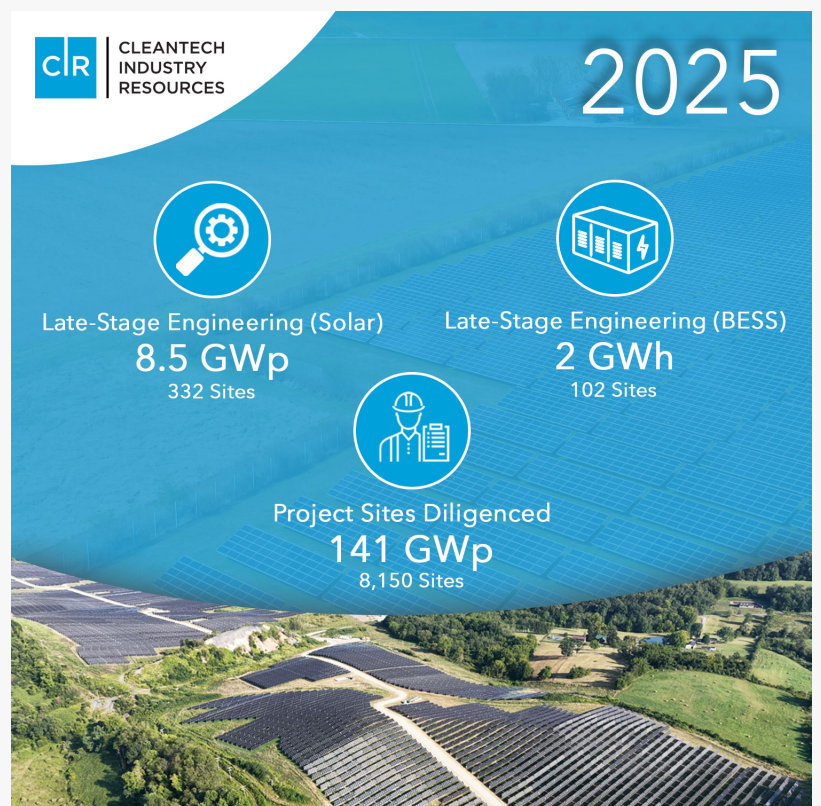 CIR
CLEANTECH
INDUSTRY
RESOURCES
2025
Late-Stage Engineering (Solar)
8.5 GWp
332 Sites
Late-Stage Engineering (BESS)
2 GWh
102 Sites
Project Sites Diligenced
141 GWp
8,150 Sites